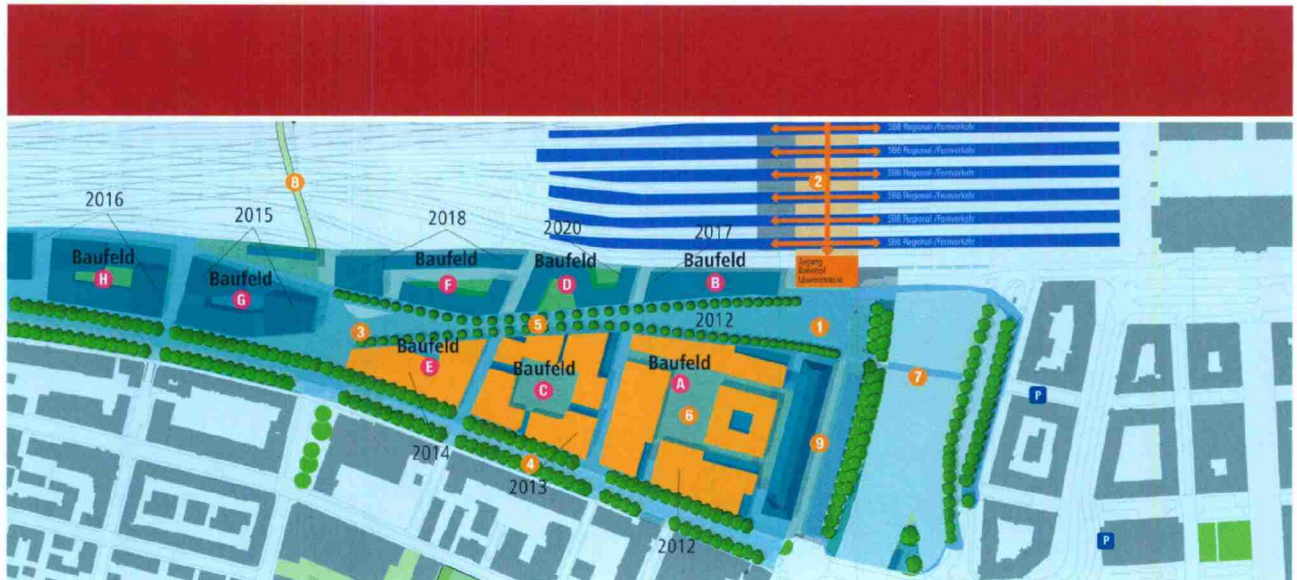 SBB Regional-/Fernverkehr
SBB Regional-/Fernverkehr
SBB Regional-/Fernverkehr
SBB Regional-/Fernverkehr
SBB Regional-/Fernverkehr
SBB Regional-/Fernverkehr
8
2
2016
2015
2018
2020
2017
Baufeld
H
Baufeld
G
Baufeld
F
Baufeld
D
Baufeld
B
Zugang
Bahnhof
3
5
2012
1
Baufeld
E
Baufeld
C
Baufeld
A
6
7
P
9
2014
4
2013
2012
P